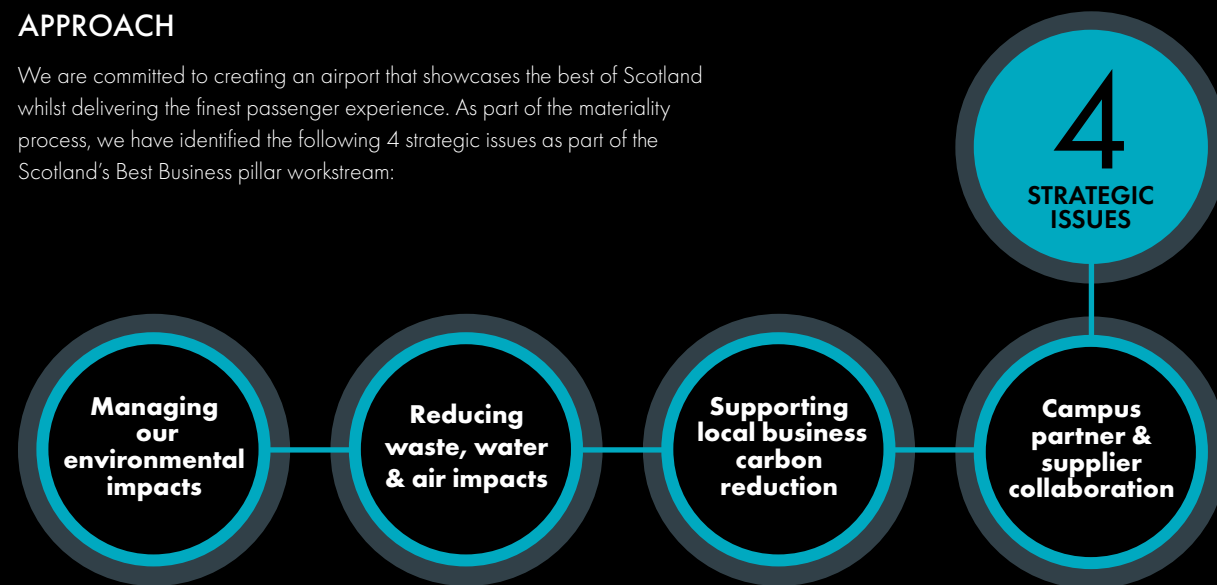 APPROACH
We are committed to creating an airport that showcases the best of Scotland
whilst delivering the finest passenger experience. As part of the materiality
process, we have identified the following 4 strategic issues as part of the
Scotland’s Best Business pillar workstream:
4
STRATEGIC
ISSUES
Managing
our
environmental
impacts
Reducing
waste, water
& air impacts
Supporting
local business
carbon
reduction
Campus
partner &
supplier
collaboration